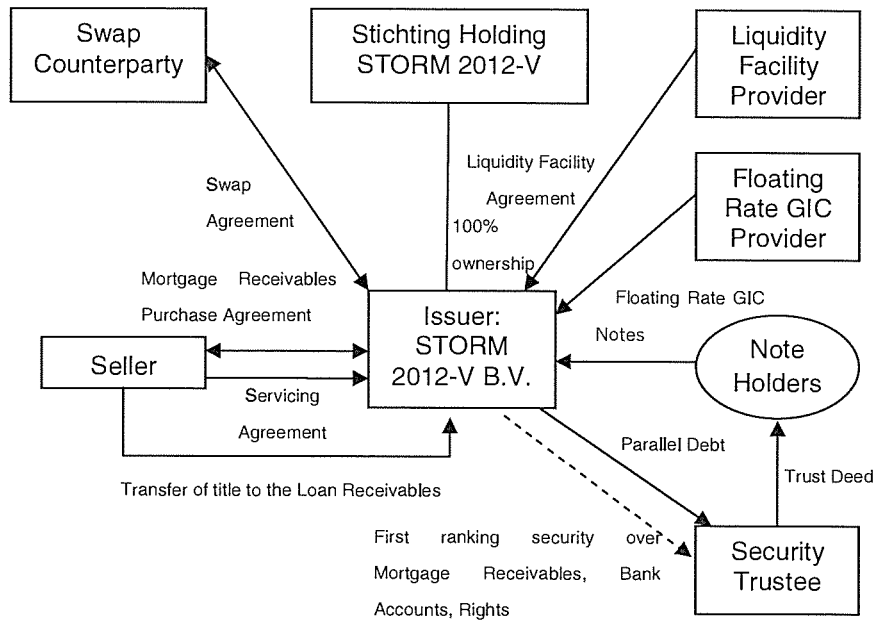 Swap
Counterparty
Stichting Holding
STORM 2012-V
Liquidity
Facility
Provider
Liquidity Facility
Agreement
Swap
Agreement
100%
ownership
Floating
Rate GIC
Provider
Mortgage Receivables
Purchase Agreement
Floating Rate GIC
Notes
Issuer:
STORM
2012-V B.V.
Seller
Note
Holders
Servicing
Agreement
Parallel Debt
Trust Deed
Transfer of title to the Loan Receivables
First ranking security over
Mortgage Receivables, Bank
Accounts, Rights
Security
Trustee